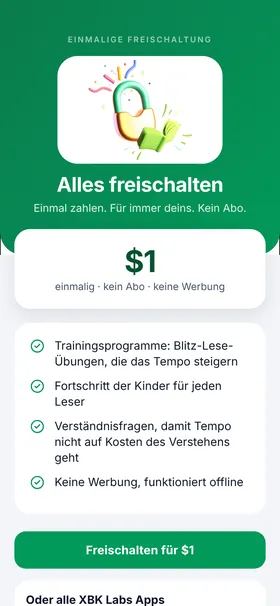 EINMALIGE FREISCHALTUNG
Alles freischalten
Einmal zahlen. Für immer deins. Kein Abo.
$1
einmalig · kein Abo · keine Werbung
Trainingsprogramme: Blitz-Lese-
Übungen, die das Tempo steigern
Fortschritt der Kinder für jeden
Leser
Verständnisfragen, damit Tempo
nicht auf Kosten des Verstehens
geht
Keine Werbung, funktioniert offline
Freischalten für $1
Oder alle XBK Labs Apps